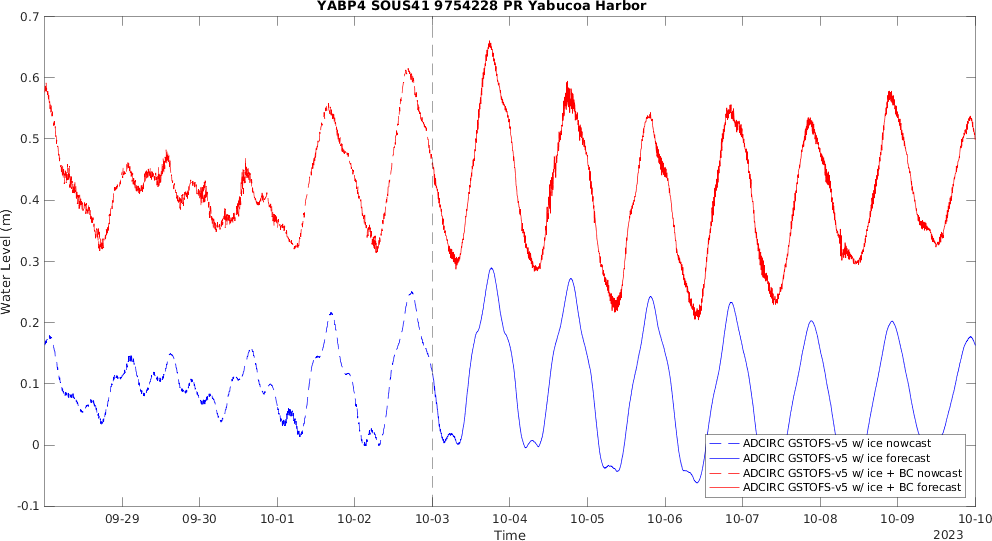 YABP4 SOUS41 9754228 PR Yabucoa Harbor
0.7
0.6
0.5
0.4
0.3
0.2
0.1
0
-0.1
Water Level (m)
09-29 09-30 10-01 10-02 10-03 10-04 10-05 10-06 10-07 10-08 10-09 10-10
Time
2023
ADCIRC GSTOFS-v5 w/ ice nowcast
ADCIRC GSTOFS-v5 w/ ice forecast
ADCIRC GSTOFS-v5 w/ ice + BC nowcast
ADCIRC GSTOFS-v5 w/ ice + BC forecast